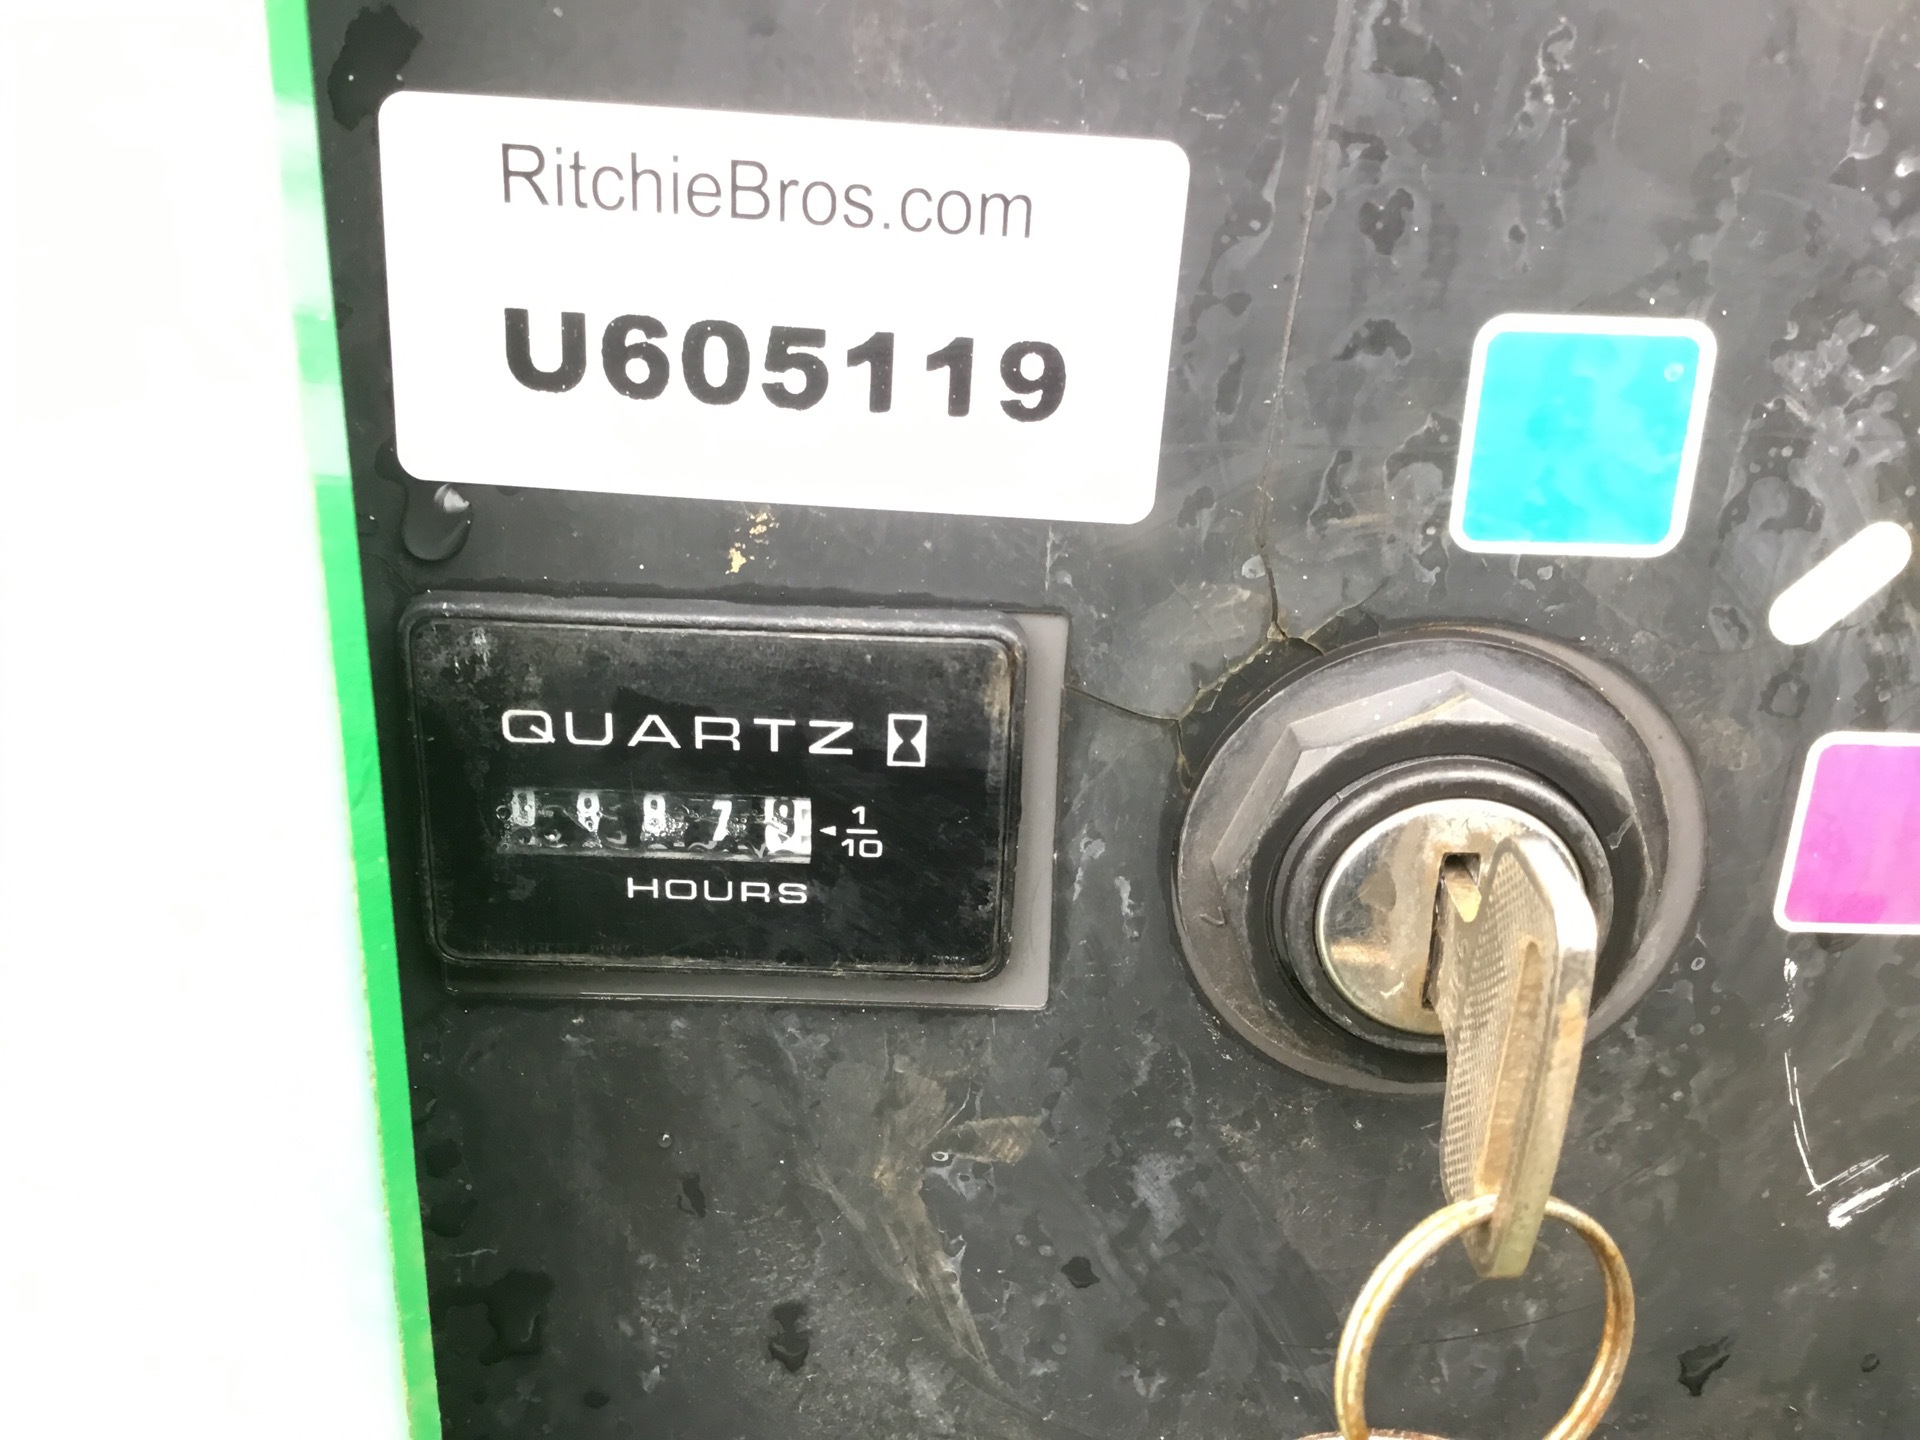 RitchieBros.com
U605119
QUARTZ
1/10
HOURS